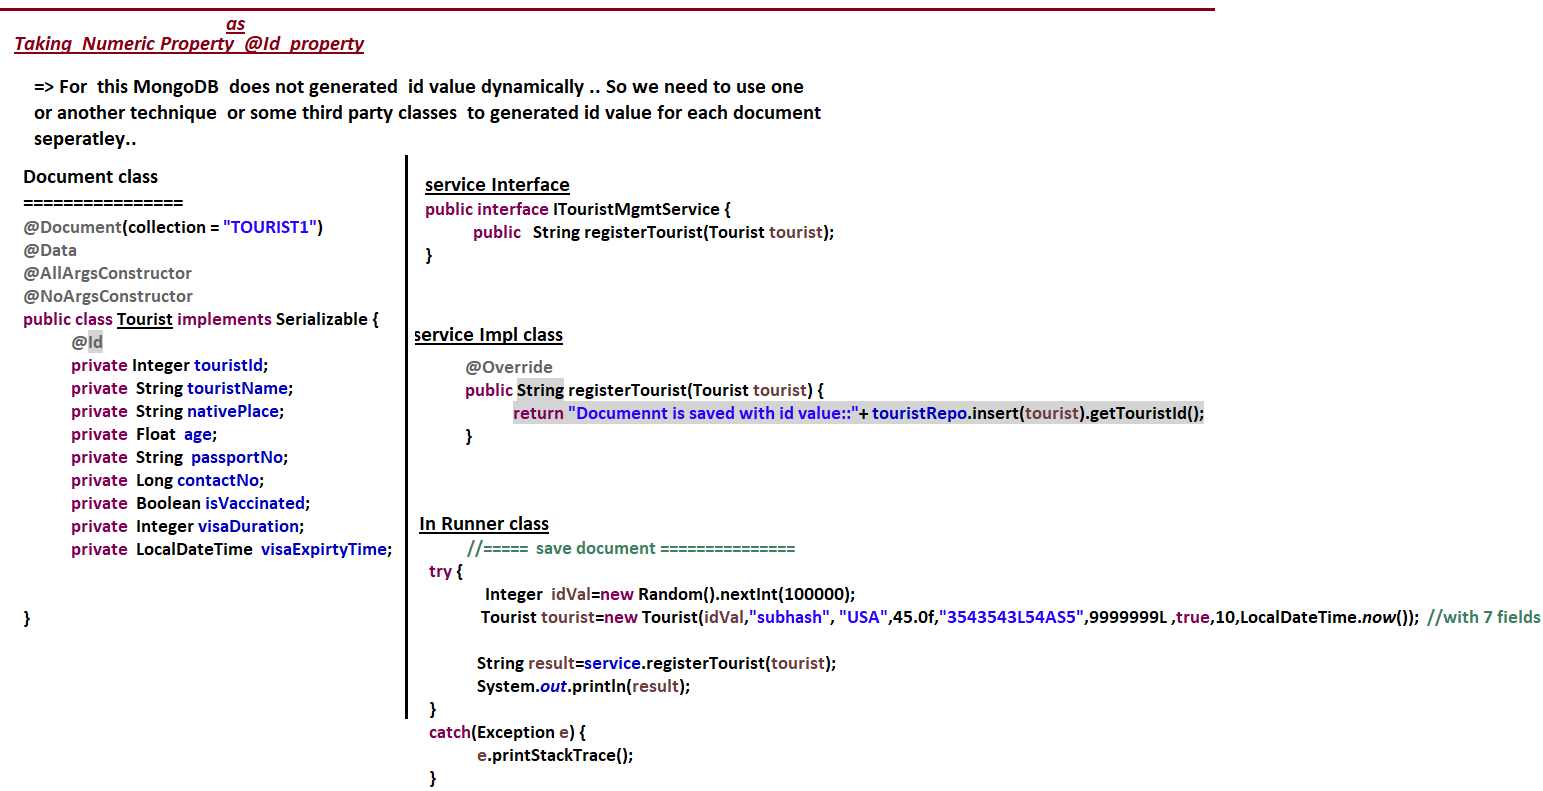 as
Taking Numeric Property @Id property
=> For this MongoDB does not generated id value dynamically .. So we need to use one
or another technique or some third party classes to generated id value for each document
seperatley..
Document class
================
@Document(collection = "TOURIST1")
@Data
@AllArgsConstructor
@NoArgsConstructor
public class Tourist implements Serializable {
@Id
private Integer touristId;
private String touristName;
private String nativePlace;
private Float age;
private String passportNo;
private Long contactNo;
private Boolean isVaccinated;
private Integer visaDuration;
private LocalDateTime visaExpirtyTime;
}
service Interface
public interface ITouristMgmtService {
public String registerTourist(Tourist tourist);
}
service Impl class
@Override
public String registerTourist(Tourist tourist) {
return "Documennt is saved with id value::"+ touristRepo.insert(tourist).getTouristId();
}
In Runner class
//===== save document ===============
try {
Integer idVal=new Random().nextInt(100000);
Tourist tourist=new Tourist(idVal,"subhash", "USA",45.0f,"3543543L54AS5",9999999L ,true,10,LocalDateTime.now()); //with 7 fields
String result=service.registerTourist(tourist);
System.out.println(result);
}
catch(Exception e) {
e.printStackTrace();
}